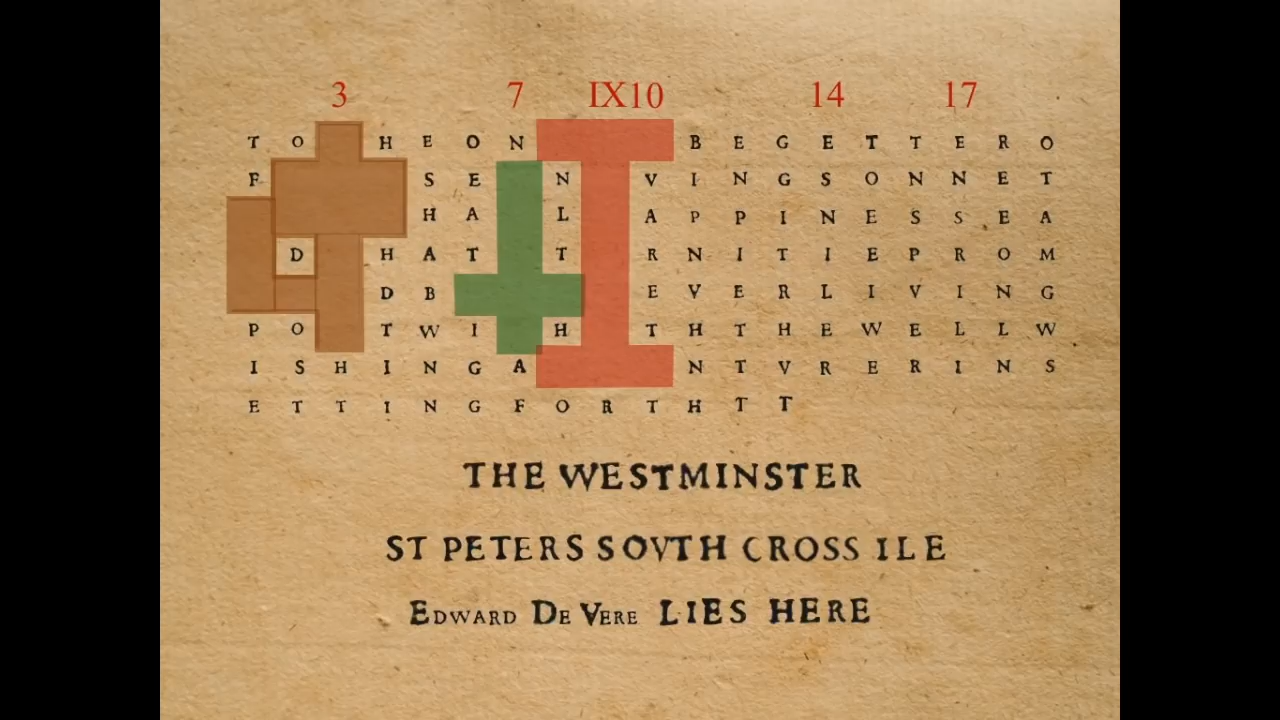 3 7 IX10 14 17
T O H E O N B E G E T T E R O
F S E N V I N G S O N N E T
H A L A P P I N E S S E A
D H A T T R N I T I E P R O M
D B E V E R L I V I N G
P O T W I H T H T H E W E L L W
I S H I N G A N T V R E R I N S
E T T I N G F O R T H T T
THE WESTMINSTER
ST PETERS SOVTH CROSS ILE
EDWARD DE VERE LIES HERE